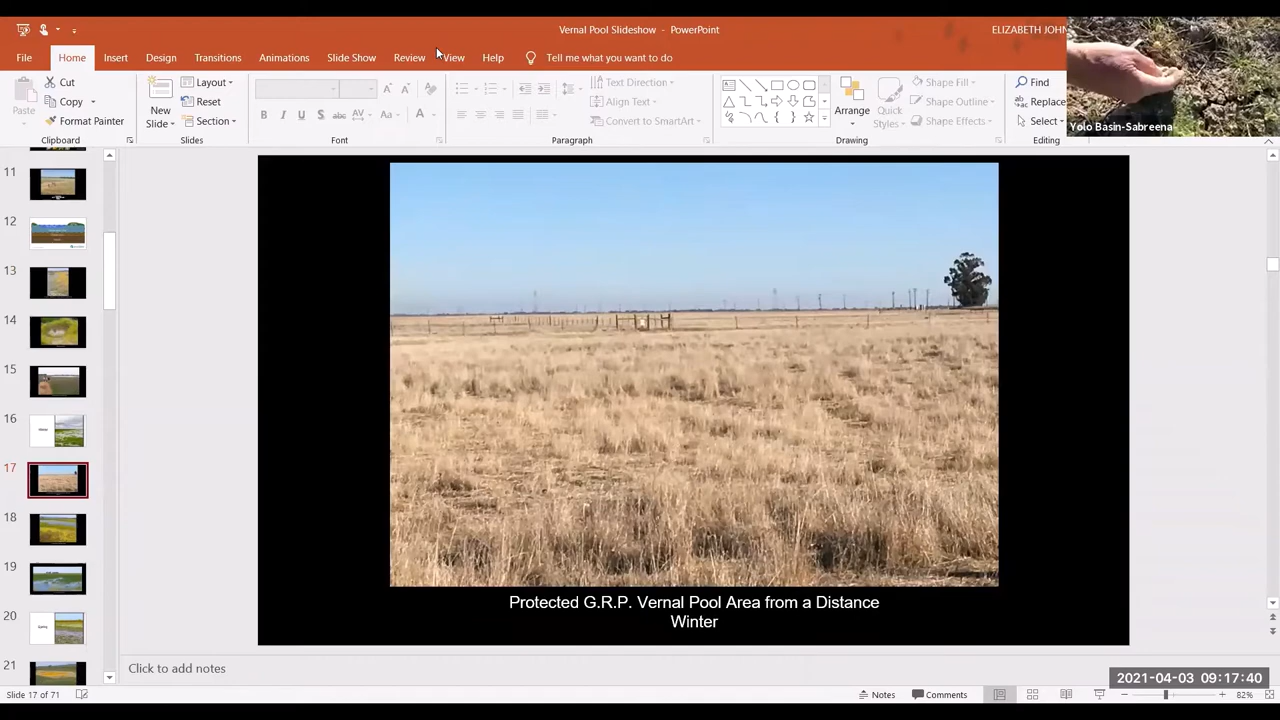 Vernal Pool Slideshow - PowerPoint
ELIZABETH JOHN
File Home Insert Design Transitions Animations Slide Show Review View Help Tell me what you want to do
Paste
Cut
Copy
Format Painter
Clipboard
New Slide
Layout
Reset
Section
Slides
B I U S abc AV Aa A
Font
Text Direction
Align Text
Convert to SmartArt
Paragraph
Arrange
Quick Styles
Shape Fill
Shape Outline
Shape Effects
Drawing
Find
Replace
Select
Editing
Yolo Basin-Sabreena
11
12
13
14
15
16
17
18
19
20
21
Protected G.R.P. Vernal Pool Area from a Distance
Winter
Click to add notes
2021-04-03 09:17:40
Slide 17 of 71
Notes
Comments
82%